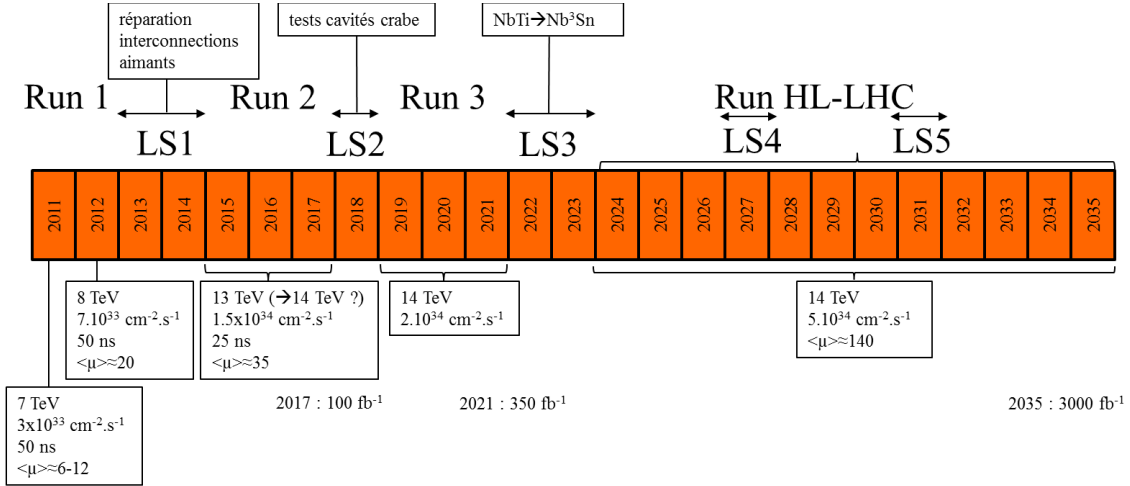 réparation
interconnections
aimants
tests cavités crabe
NbTi→Nb³Sn
Run 1
Run 2
Run 3
Run HL-LHC
LS1
LS2
LS3
LS4
LS5
2011
2012
2013
2014
2015
2016
2017
2018
2019
2020
2021
2022
2023
2024
2025
2026
2027
2028
2029
2030
2031
2032
2033
2034
2035
8 TeV
7.10³³ cm⁻².s⁻¹
50 ns
<μ>≈20
13 TeV (→14 TeV ?)
1.5x10³⁴ cm⁻².s⁻¹
25 ns
<μ>≈35
14 TeV
2.10³⁴ cm⁻².s⁻¹
14 TeV
5.10³⁴ cm⁻².s⁻¹
<μ>≈140
7 TeV
3x10³³ cm⁻².s⁻¹
50 ns
<μ>≈6-12
2017 : 100 fb⁻¹
2021 : 350 fb⁻¹
2035 : 3000 fb⁻¹